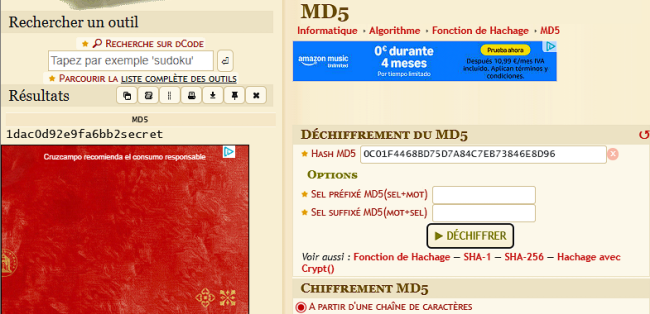 Rechercher un outil
★ Recherche sur dCode
Tapez par exemple 'sudoku'
★ Parcourir la liste complète des outils
Résultats
MD5
1dac0d92e9fa6bb2secret
Cruzcampo recomienda el consumo responsable
MD5
Informatique › Algorithme › Fonction de Hachage › MD5
amazon music
UNLIMITED
0€ durante
4 meses
Por tiempo limitado
Prueba ahora
Después 10,99 €/mes IVA
incluido. Aplican términos y
condiciones.
Déchiffrement du MD5
★ Hash MD5 0C01F4468BD75D7A84C7EB73846E8D96
Options
★ Sel préfixé MD5(sel+mot)
★ Sel suffixé MD5(mot+sel)
▶ DÉCHIFFRER
Voir aussi : Fonction de Hachage — SHA-1 — SHA-256 — Hachage avec
Crypt()
Chiffrement MD5
A partir d'une chaîne de caractères